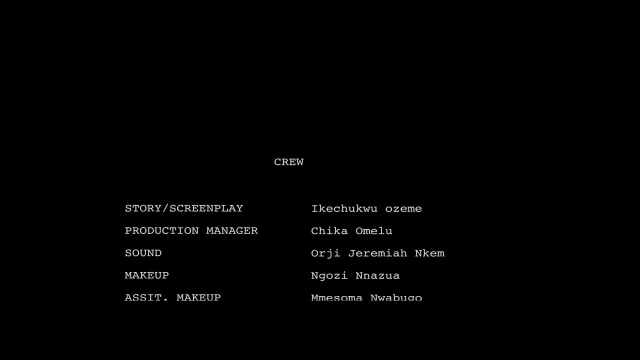 CREW
STORY/SCREENPLAY Ikechukwu ozeme
PRODUCTION MANAGER Chika Omelu
SOUND Orji Jeremiah Nkem
MAKEUP Ngozi Nnazua
ASSIT. MAKEUP Mmesoma Nwabugo